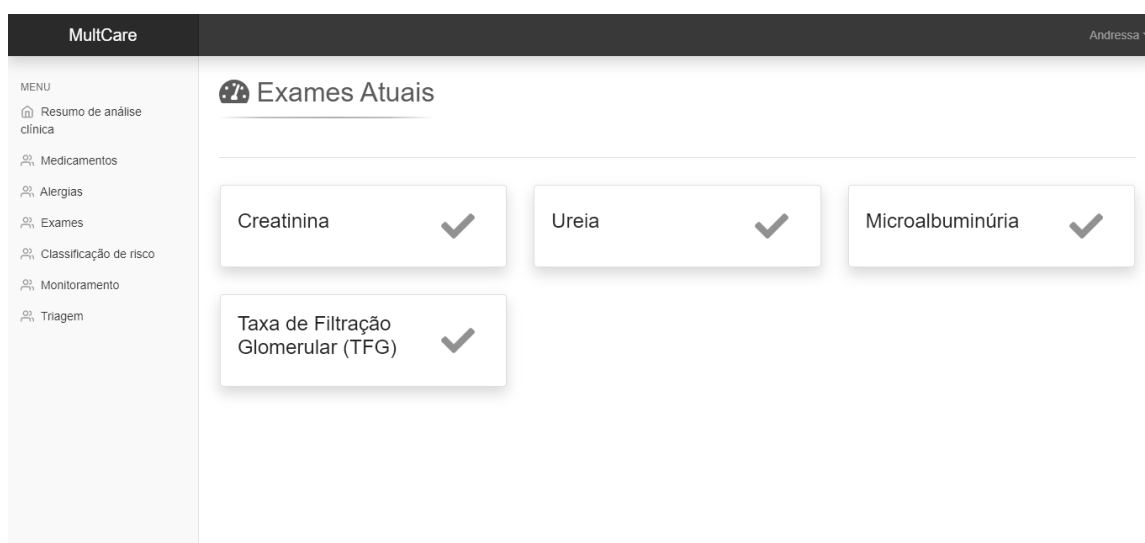 MultCare
Andressa
MENU
Resumo de análise
clínica
Medicamentos
Alergias
Exames
Classificação de risco
Monitoramento
Triagem
Exames Atuais
Creatinina
Ureia
Microalbuminúria
Taxa de Filtração
Glomerular (TFG)